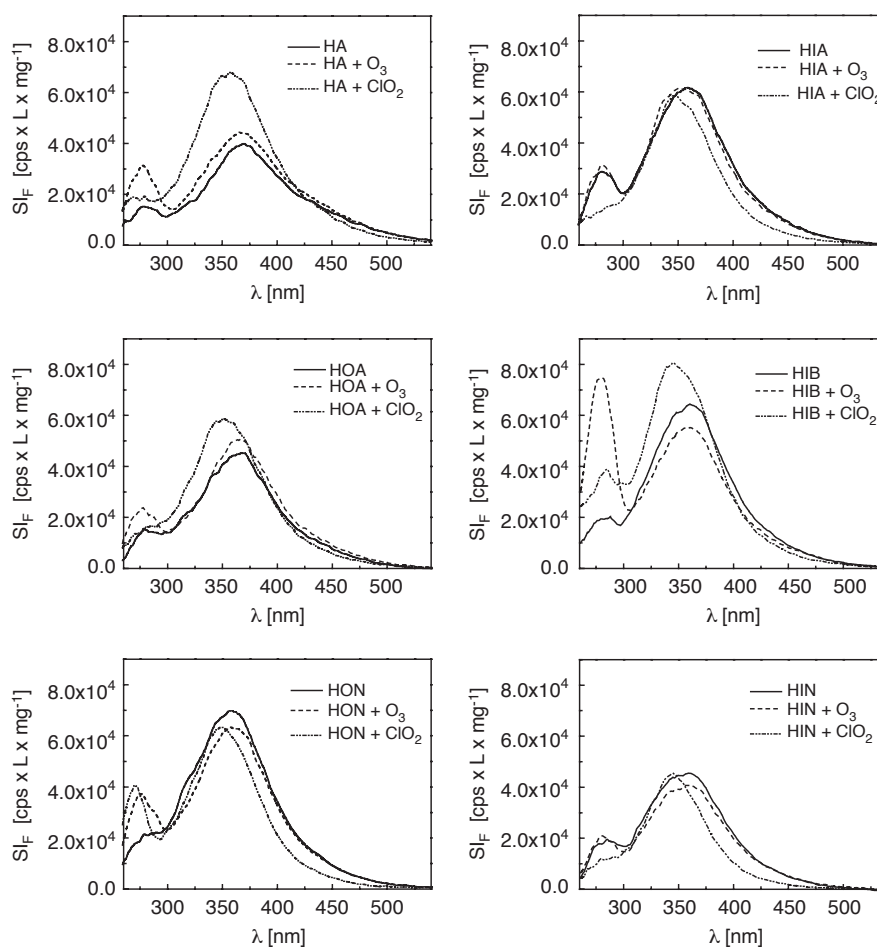 8.0x10⁴
6.0x10⁴
4.0x10⁴
2.0x10⁴
0.0
SI_F [cps x L x mg⁻¹]
HA
HA + O₃
HA + ClO₂
300 350 400 450 500
λ [nm]
8.0x10⁴
6.0x10⁴
4.0x10⁴
2.0x10⁴
0.0
SI_F [cps x L x mg⁻¹]
HIA
HIA + O₃
HIA + ClO₂
300 350 400 450 500
λ [nm]
8.0x10⁴
6.0x10⁴
4.0x10⁴
2.0x10⁴
0.0
SI_F [cps x L x mg⁻¹]
HOA
HOA + O₃
HOA + ClO₂
300 350 400 450 500
λ [nm]
8.0x10⁴
6.0x10⁴
4.0x10⁴
2.0x10⁴
0.0
SI_F [cps x L x mg⁻¹]
HIB
HIB + O₃
HIB + ClO₂
300 350 400 450 500
λ [nm]
8.0x10⁴
6.0x10⁴
4.0x10⁴
2.0x10⁴
0.0
SI_F [cps x L x mg⁻¹]
HON
HON + O₃
HON + ClO₂
300 350 400 450 500
λ [nm]
8.0x10⁴
6.0x10⁴
4.0x10⁴
2.0x10⁴
0.0
SI_F [cps x L x mg⁻¹]
HIN
HIN + O₃
HIN + ClO₂
300 350 400 450 500
λ [nm]